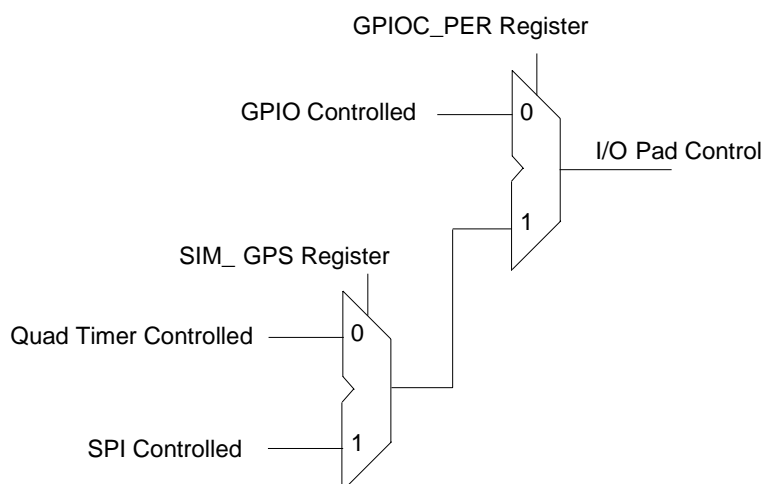 GPIOC_PER Register
GPIO Controlled
0
I/O Pad Control
1
SIM_ GPS Register
Quad Timer Controlled
0
SPI Controlled
1